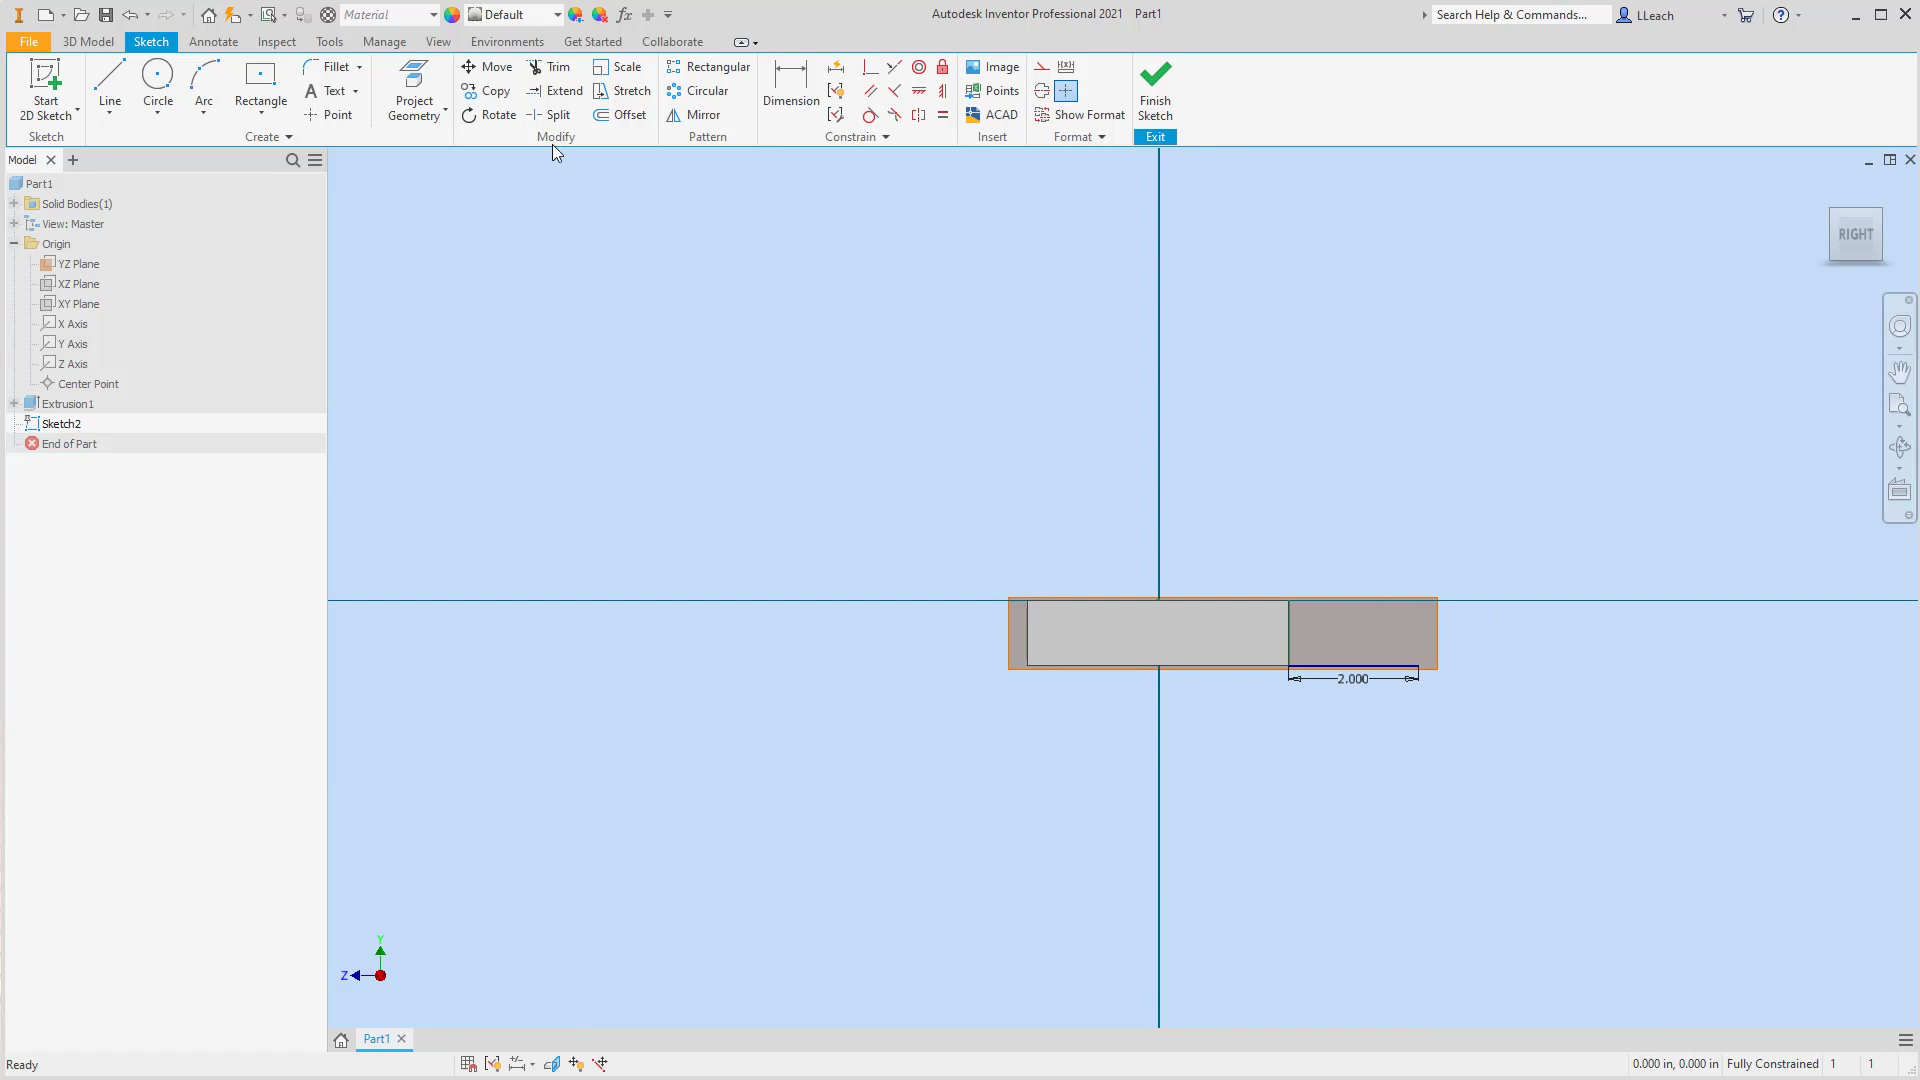 Material
Default
fx
Autodesk Inventor Professional 2021 Part1
Search Help & Commands...
LLeach
File 3D Model Sketch Annotate Inspect Tools Manage View Environments Get Started Collaborate
Start
2D Sketch
Line
Circle
Arc
Rectangle
Fillet
Text
Point
Project
Geometry
Move
Copy
Rotate
Trim
Extend
Split
Scale
Stretch
Offset
Rectangular
Circular
Mirror
Dimension
Image
Points
ACAD
Show Format
Finish
Sketch
Sketch Create Modify Pattern Constrain Insert Format Exit
Model
Part1
Solid Bodies(1)
View: Master
Origin
YZ Plane
XZ Plane
XY Plane
X Axis
Y Axis
Z Axis
Center Point
Extrusion1
Sketch2
End of Part
RIGHT
2.000
Y
Z
Part1
Ready
0.000 in, 0.000 in Fully Constrained 1 1